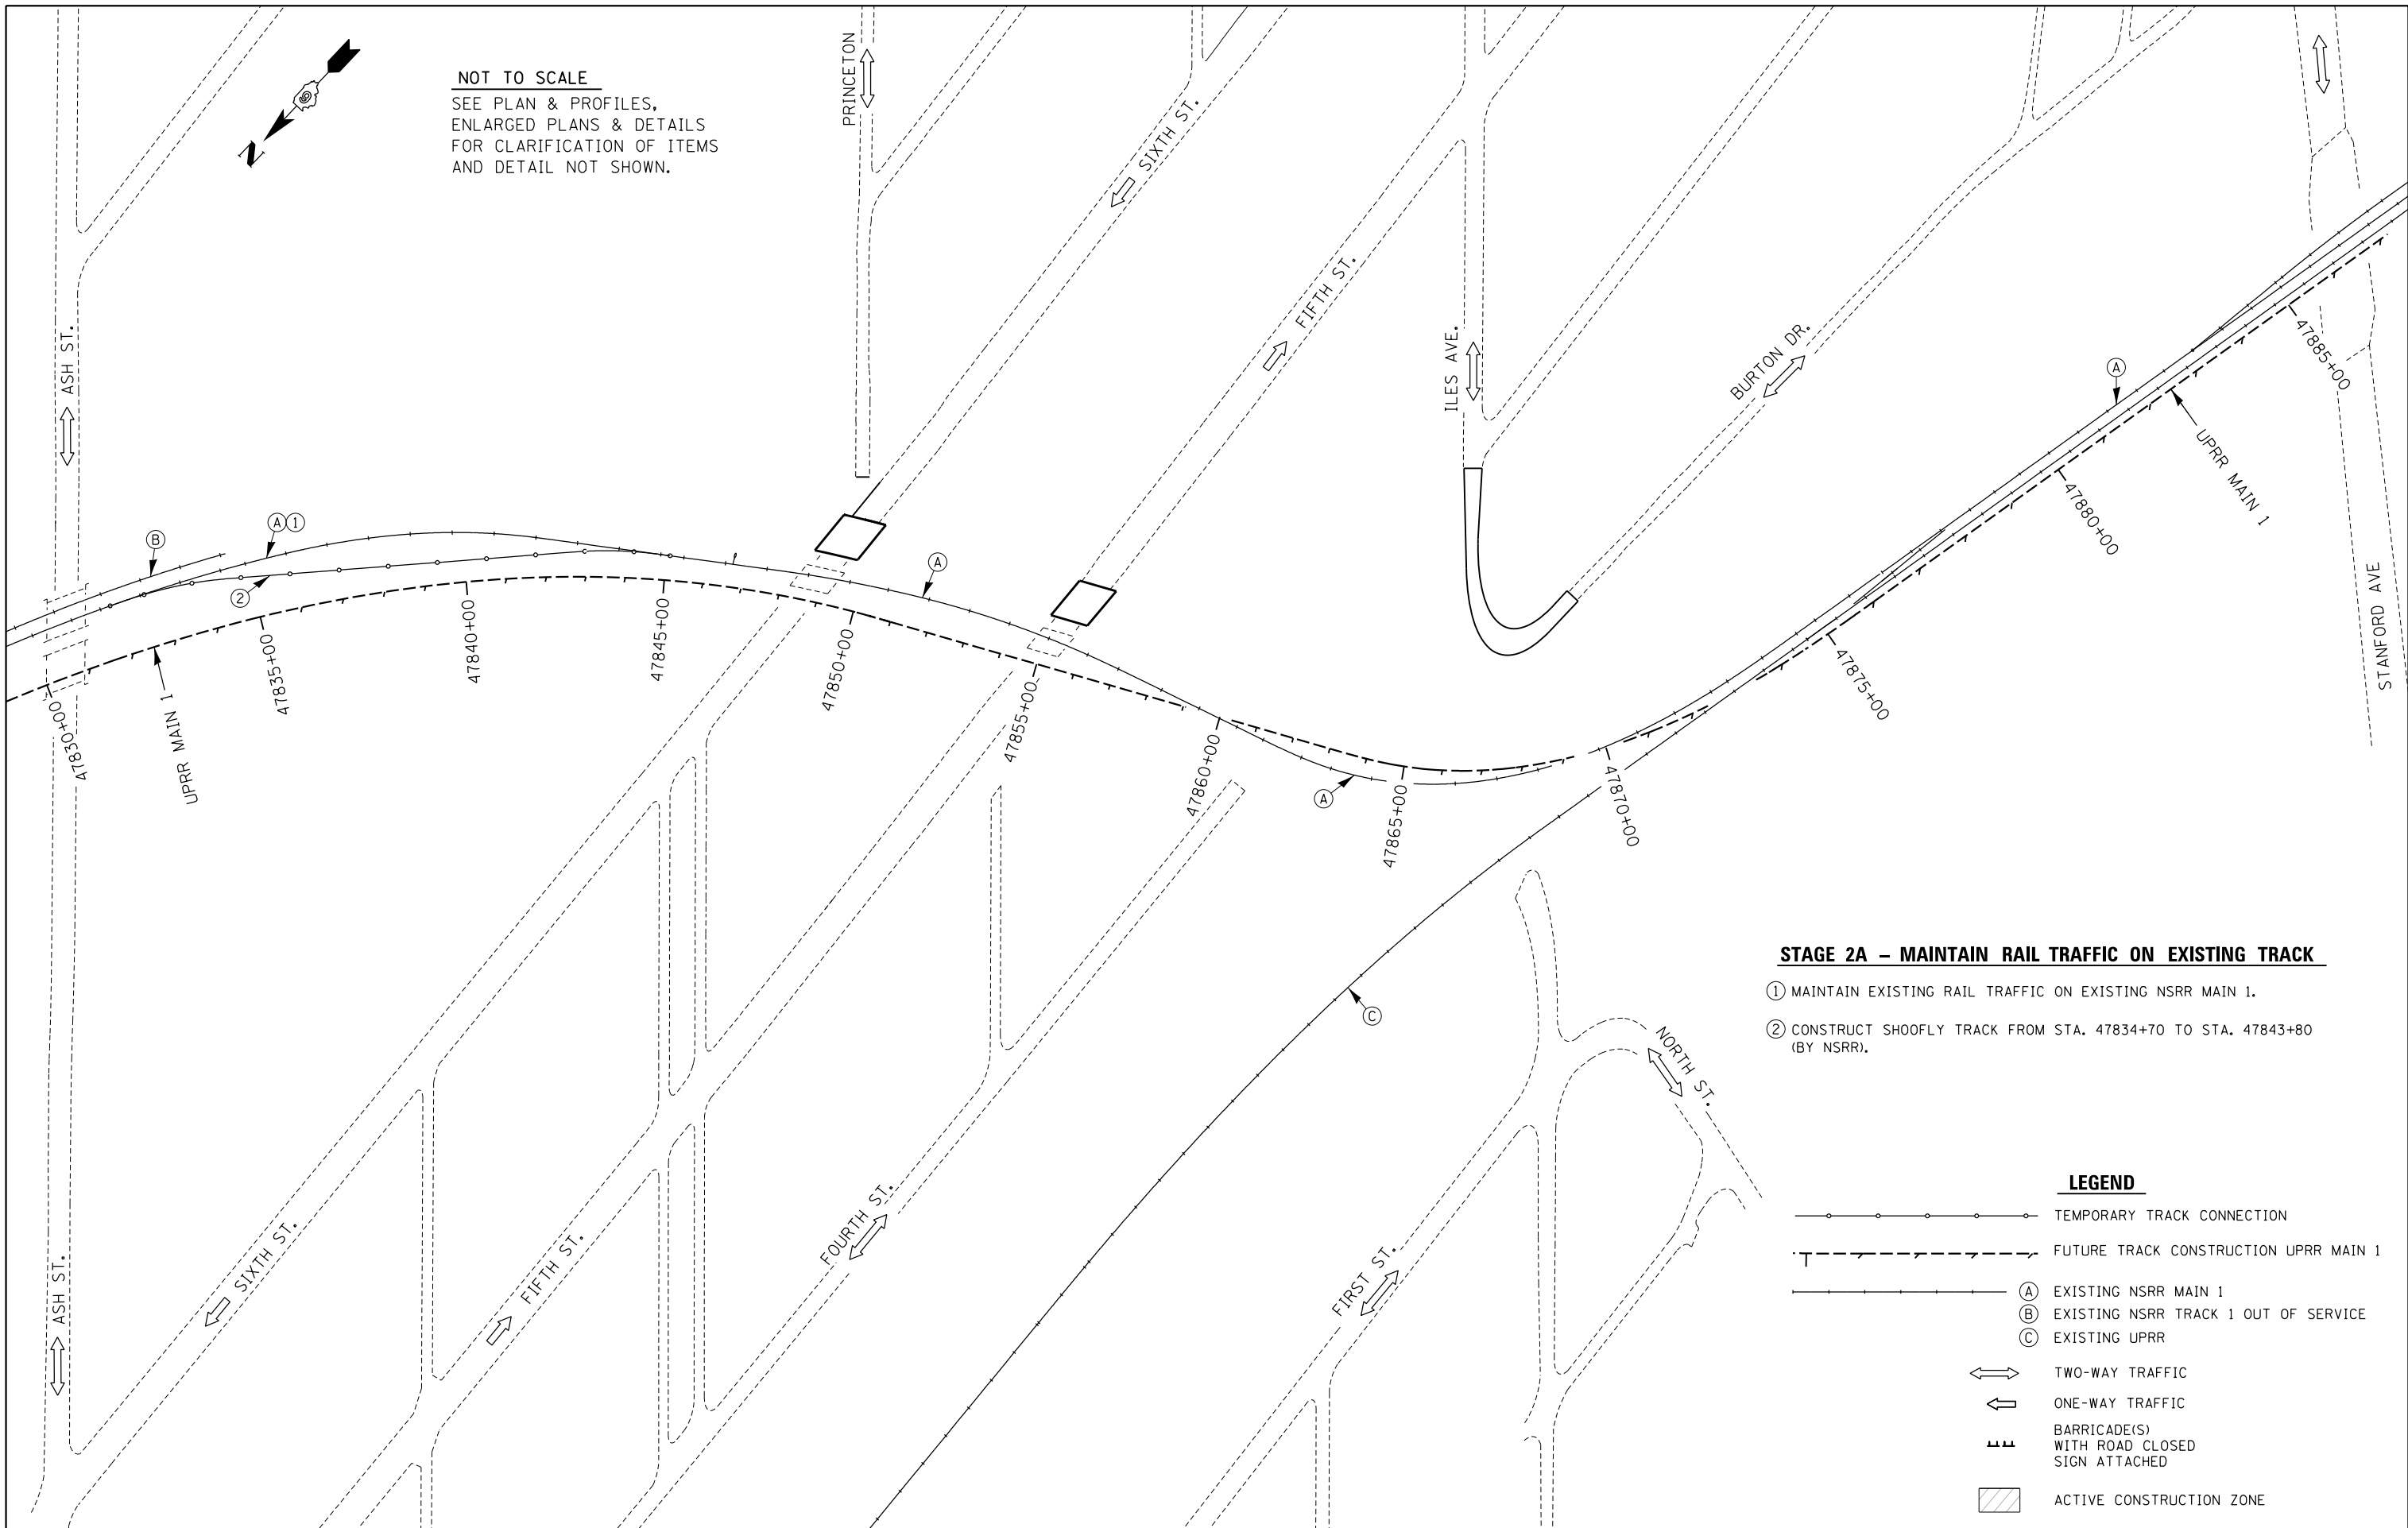 NOT TO SCALE
SEE PLAN & PROFILES,
ENLARGED PLANS & DETAILS
FOR CLARIFICATION OF ITEMS
AND DETAIL NOT SHOWN.
N
PRINCETON
SIXTH ST.
FIFTH ST.
ASH ST.
ILES AVE.
BURTON DR.
47885+00
A
UPRR MAIN 1
47880+00
STANFORD AVE
B
A 1
2
A
47830+00
UPRR MAIN 1
47835+00
47840+00
47845+00
47850+00
47855+00
47860+00
A
47865+00
47870+00
47875+00
C
NORTH ST.
ASH ST.
SIXTH ST.
FIFTH ST.
FOURTH ST.
FIRST ST.
STAGE 2A – MAINTAIN RAIL TRAFFIC ON EXISTING TRACK
1 MAINTAIN EXISTING RAIL TRAFFIC ON EXISTING NSRR MAIN 1.
2 CONSTRUCT SHOOFLY TRACK FROM STA. 47834+70 TO STA. 47843+80
(BY NSRR).
LEGEND
TEMPORARY TRACK CONNECTION
FUTURE TRACK CONSTRUCTION UPRR MAIN 1
A EXISTING NSRR MAIN 1
B EXISTING NSRR TRACK 1 OUT OF SERVICE
C EXISTING UPRR
TWO-WAY TRAFFIC
ONE-WAY TRAFFIC
BARRICADE(S)
WITH ROAD CLOSED
SIGN ATTACHED
ACTIVE CONSTRUCTION ZONE